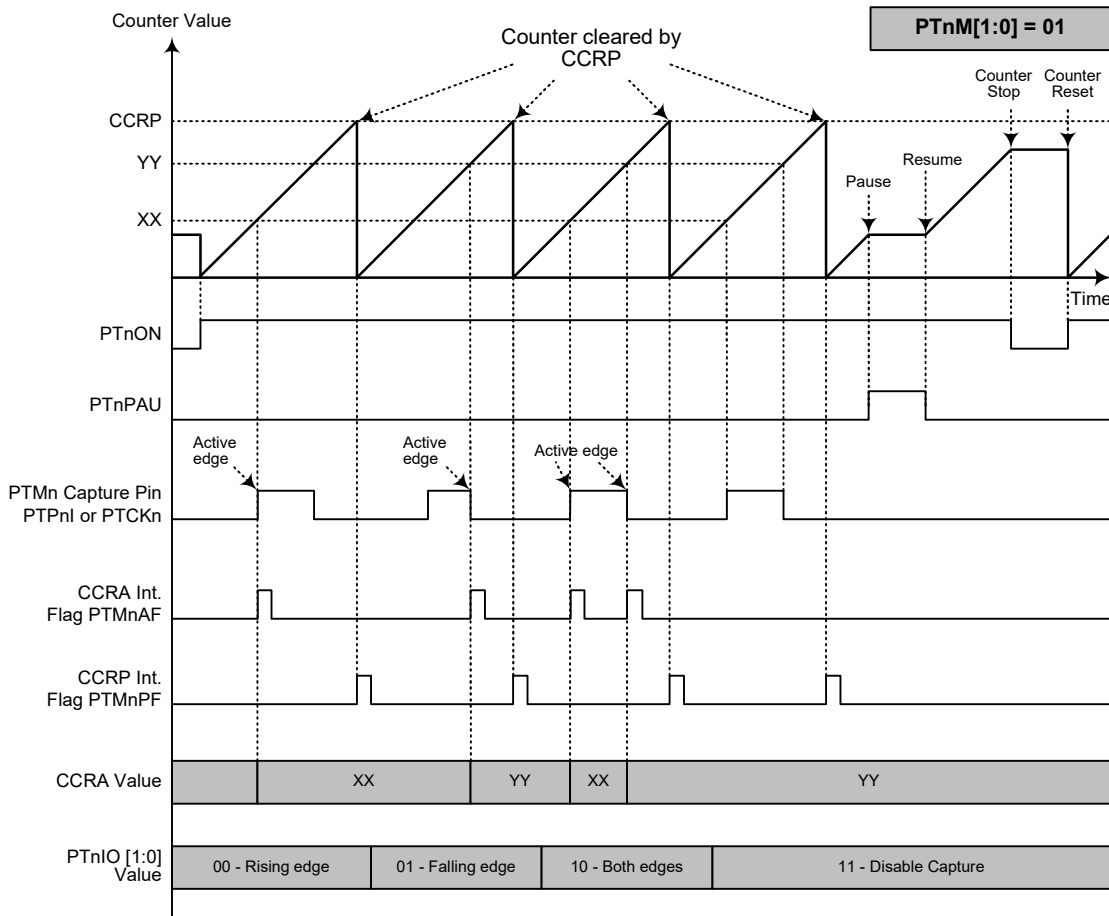 Counter Value
PTnM[1:0] = 01
Counter cleared by
CCRP
Counter
Stop
Counter
Reset
CCRP
YY
Resume
Pause
XX
Time
PTnON
PTnPAU
Active
edge
Active
edge
Active edge
PTMn Capture Pin
PTPnI or PTCKn
CCRA Int.
Flag PTMnAF
CCRP Int.
Flag PTMnPF
CCRA Value
XX
YY
XX
YY
PTnIO [1:0]
Value
00 - Rising edge
01 - Falling edge
10 - Both edges
11 - Disable Capture